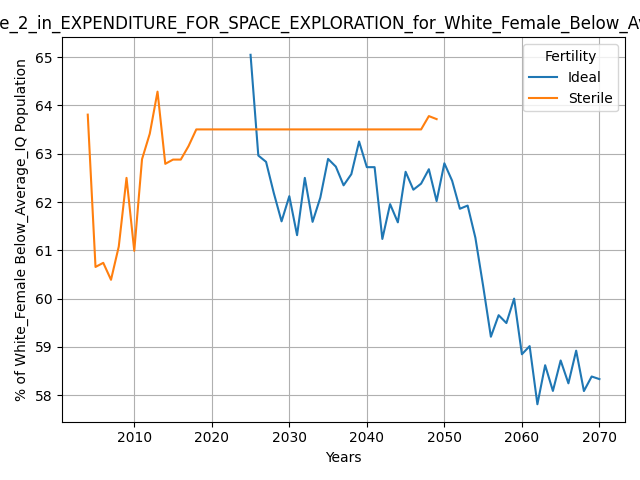 e_2_in_EXPENDITURE_FOR_SPACE_EXPLORATION_for_White_Female_Below_Av
% of White_Female Below_Average_IQ Population
65
64
63
62
61
60
59
58
Fertility
Ideal
Sterile
2010 2020 2030 2040 2050 2060 2070
Years